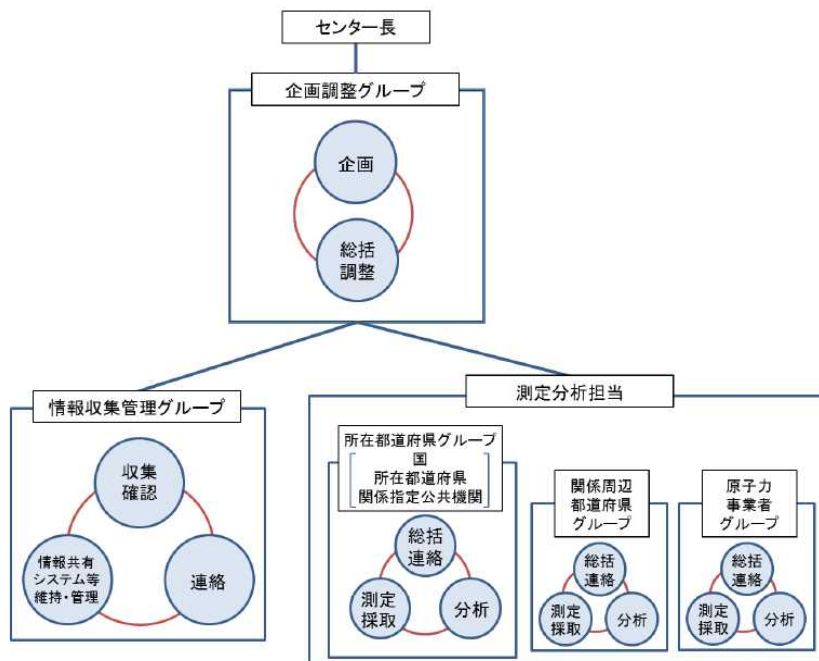 センター長
企画調整グループ
企画
総括
調整
情報収集管理グループ
収集
確認
情報共有
システム等
維持・管理
連絡
測定分析担当
所在都道府県グループ
国
所在都道府県
関係指定公共機関
総括
連絡
測定
採取
分析
関係周辺
都道府県
グループ
総括
連絡
測定
採取
分析
原子力
事業者
グループ
総括
連絡
測定
採取
分析